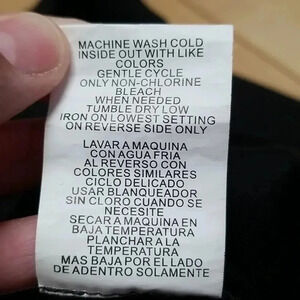 MACHINE WASH COLD
INSIDE OUT WITH LIKE
COLORS
GENTLE CYCLE
ONLY NON-CHLORINE
BLEACH
WHEN NEEDED
TUMBLE DRY LOW
IRON ON LOWEST SETTING
ON REVERSE SIDE ONLY
LAVAR A MAQUINA
CON AGUA FRIA
AL REVERSO CON
COLORES SIMILARES
CICLO DELICADO
USAR BLANQUEADOR
SIN CLORO CUANDO SE
NECESITE
SECAR A MAQUINA EN
BAJA TEMPERATURA
PLANCHAR A LA
TEMPERATURA
MAS BAJA POR EL LADO
DE ADENTRO SOLAMENTE